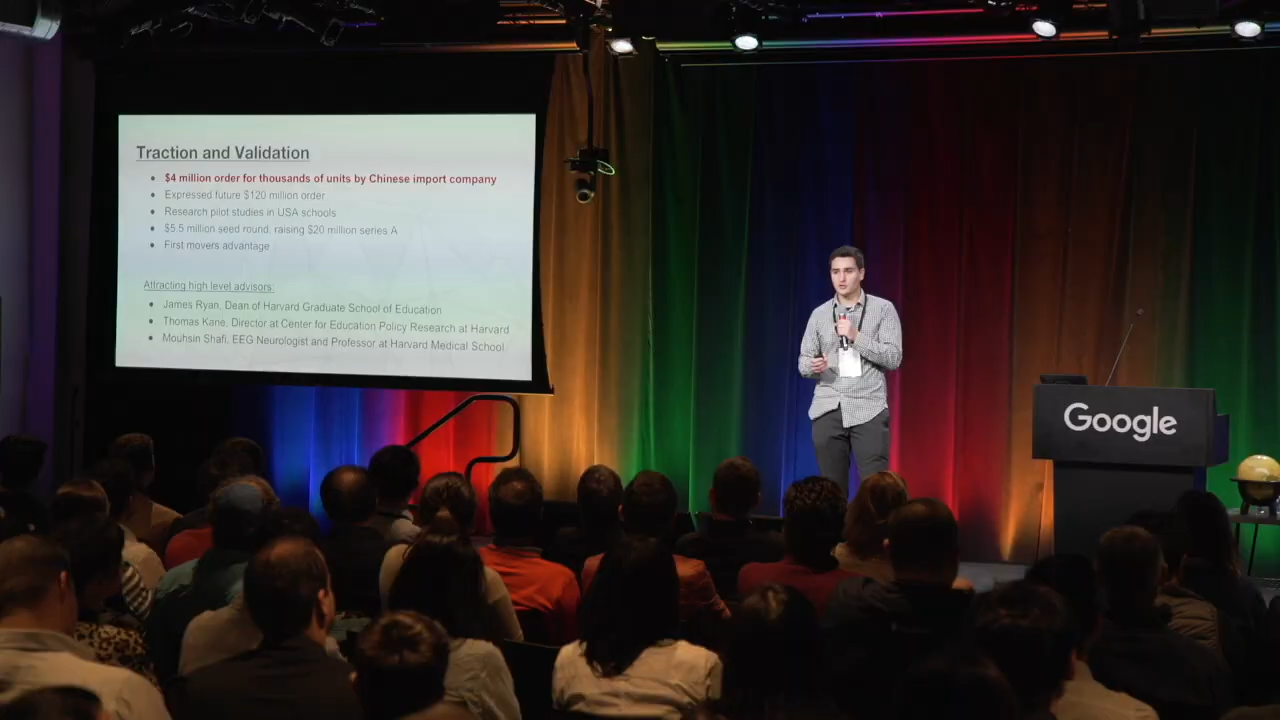 Traction and Validation
• $4 million order for thousands of units by Chinese import company
• Expressed future $120 million order
• Research pilot studies in USA schools
• $5.5 million seed round, raising $20 million series A
• First movers advantage
Attracting high level advisors:
• James Ryan, Dean of Harvard Graduate School of Education
• Thomas Kane, Director at Center for Education Policy Research at Harvard
• Mouhsin Shafi, EEG Neurologist and Professor at Harvard Medical School
Google